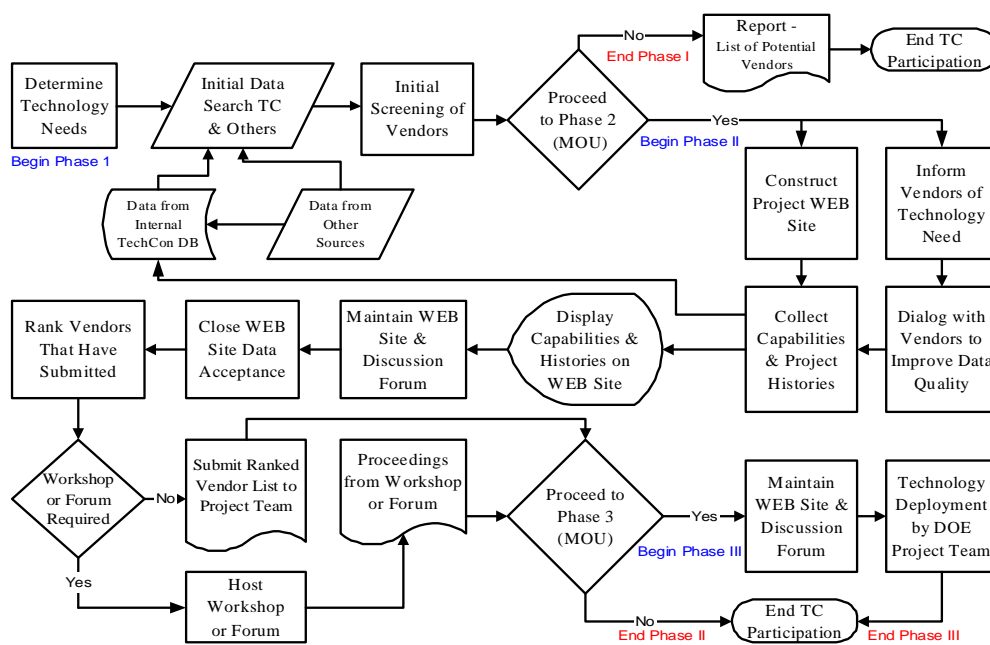 Determine
Technology
Needs
Begin Phase 1
Initial Data
Search TC
& Others
Initial
Screening of
Vendors
Proceed
to Phase 2
(MOU)
No
End Phase I
Report -
List of Potential
Vendors
End TC
Participation
Yes
Begin Phase II
Data from
Internal
TechCon DB
Data from
Other
Sources
Construct
Project WEB
Site
Inform
Vendors of
Technology
Need
Rank Vendors
That Have
Submitted
Close WEB
Site Data
Acceptance
Maintain WEB
Site &
Discussion
Forum
Display
Capabilities &
Histories on
WEB Site
Collect
Capabilities
& Project
Histories
Dialog with
Vendors to
Improve Data
Quality
Workshop
or Forum
Required
No
Submit Ranked
Vendor List to
Project Team
Proceedings
from Workshop
or Forum
Proceed to
Phase 3
(MOU)
Yes
Begin Phase III
Maintain
WEB Site &
Discussion
Forum
Technology
Deployment
by DOE
Project Team
Yes
Host
Workshop
or Forum
No
End Phase II
End TC
Participation
End Phase III